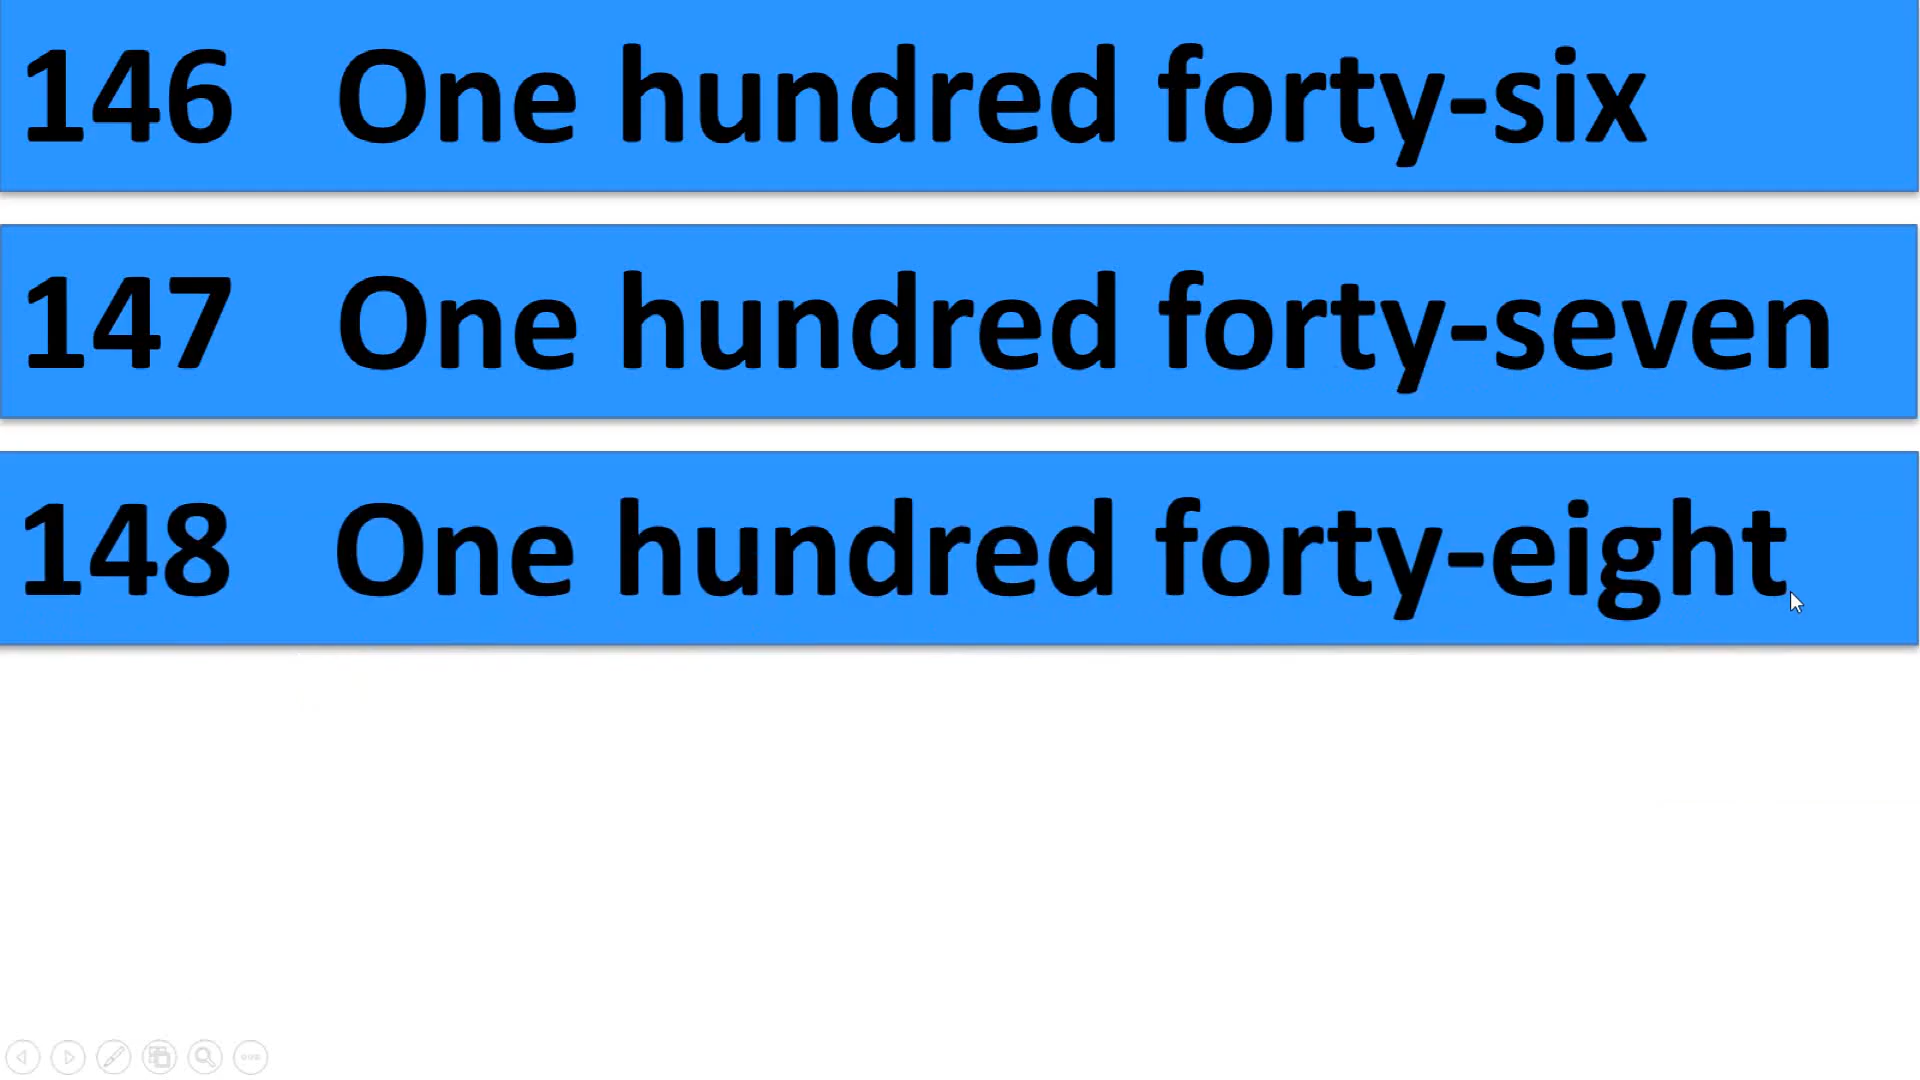 146 One hundred forty-six
147 One hundred forty-seven
148 One hundred forty-eight